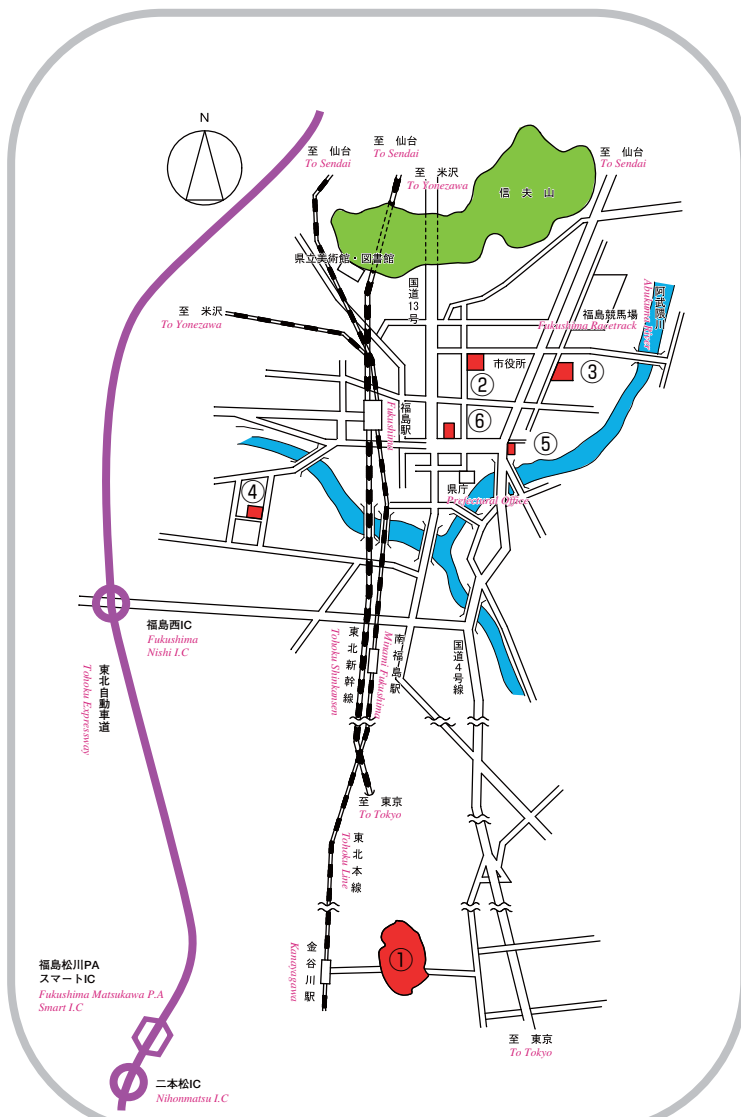 N
至 仙台
To Sendai
至 仙台
To Sendai
至 米沢
To Yonezawa
至 仙台
To Sendai
信夫山
県立美術館・図書館
国道13号
阿武隈川
Abukuma River
至 米沢
To Yonezawa
福島競馬場
Fukushima Racetrack
市役所
②
③
福島駅
Fukushima
⑥
⑤
④
県庁
Prefectural Office
福島西IC
Fukushima
Nishi I.C
東北自動車道
Tohoku Expressway
東北新幹線
Tohoku Shinkansen
南福島駅
Minami Fukushima
国道4号線
至 東京
To Tokyo
東北本線
Tohoku Line
金谷川駅
Kanayagawa
①
福島松川PA
スマートIC
Fukushima Matsukawa P.A
Smart I.C
至 東京
To Tokyo
二本松IC
Nihonmatsu I.C